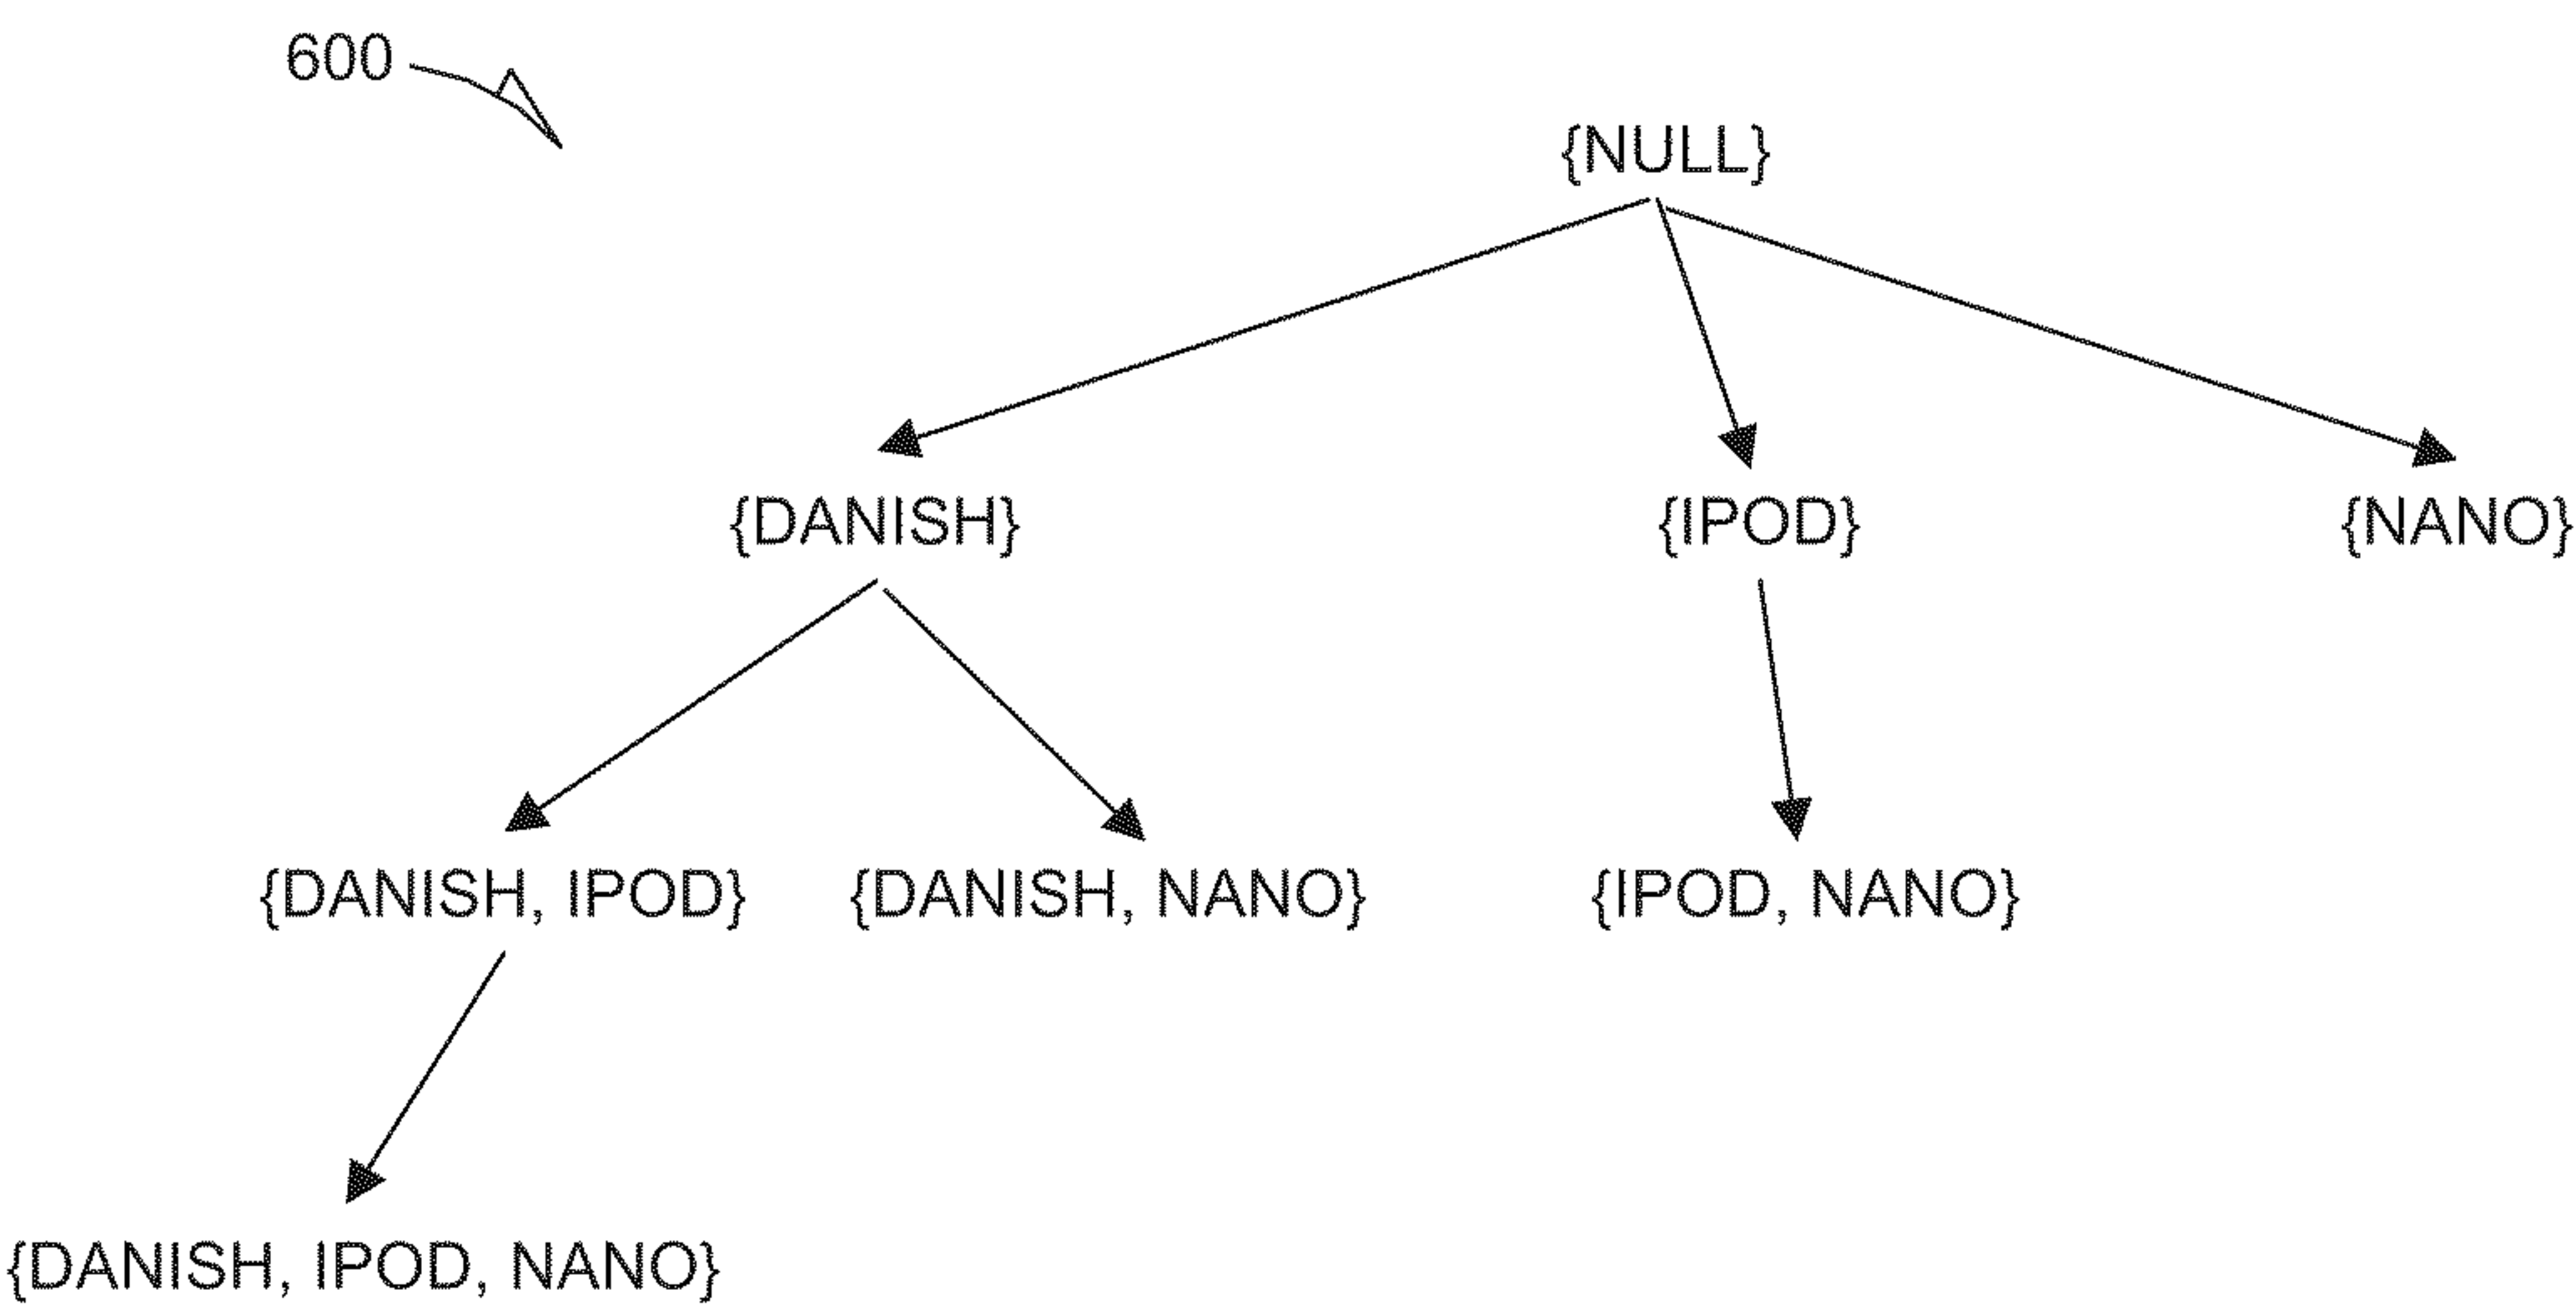 600
{NULL}
{DANISH} {IPOD} {NANO}
{DANISH, IPOD} {DANISH, NANO} {IPOD, NANO}
{DANISH, IPOD, NANO}